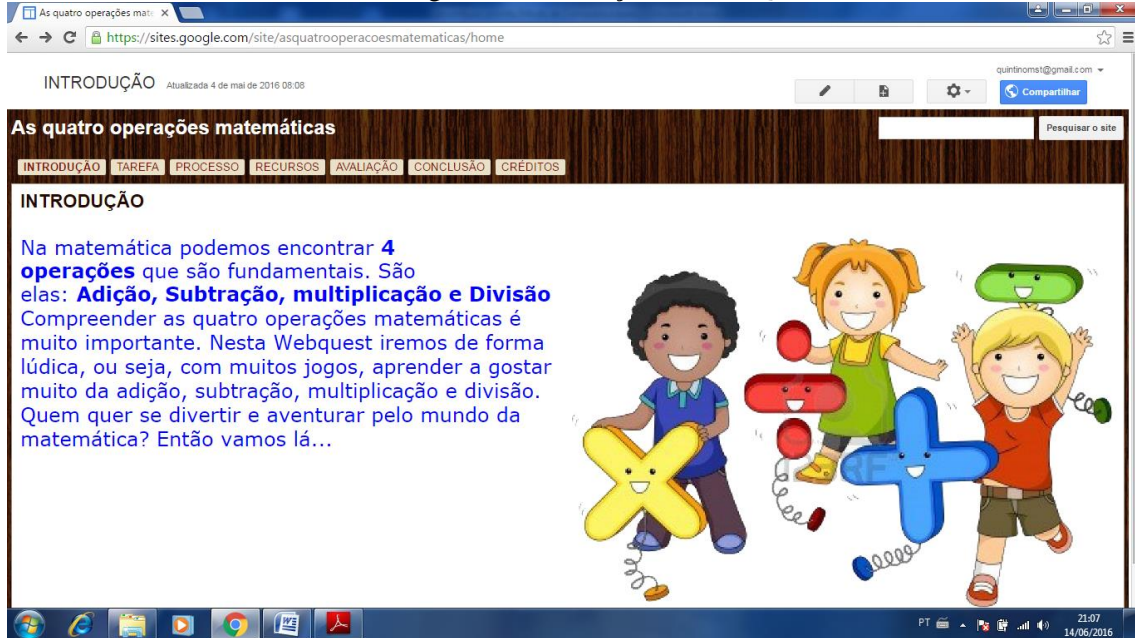 As quatro operações mate
https://sites.google.com/site/asquatrooperacoesmatematicas/home
quintinomst@gmail.com
INTRODUÇÃO Atualizada 4 de mai de 2016 08:08
Compartilhar
As quatro operações matemáticas
Pesquisar o site
INTRODUÇÃO TAREFA PROCESSO RECURSOS AVALIAÇÃO CONCLUSÃO CRÉDITOS
INTRODUÇÃO
Na matemática podemos encontrar 4
operações que são fundamentais. São
elas: Adição, Subtração, multiplicação e Divisão
Compreender as quatro operações matemáticas é
muito importante. Nesta Webquest iremos de forma
lúdica, ou seja, com muitos jogos, aprender a gostar
muito da adição, subtração, multiplicação e divisão.
Quem quer se divertir e aventurar pelo mundo da
matemática? Então vamos lá...
PT
21:07
14/06/2016